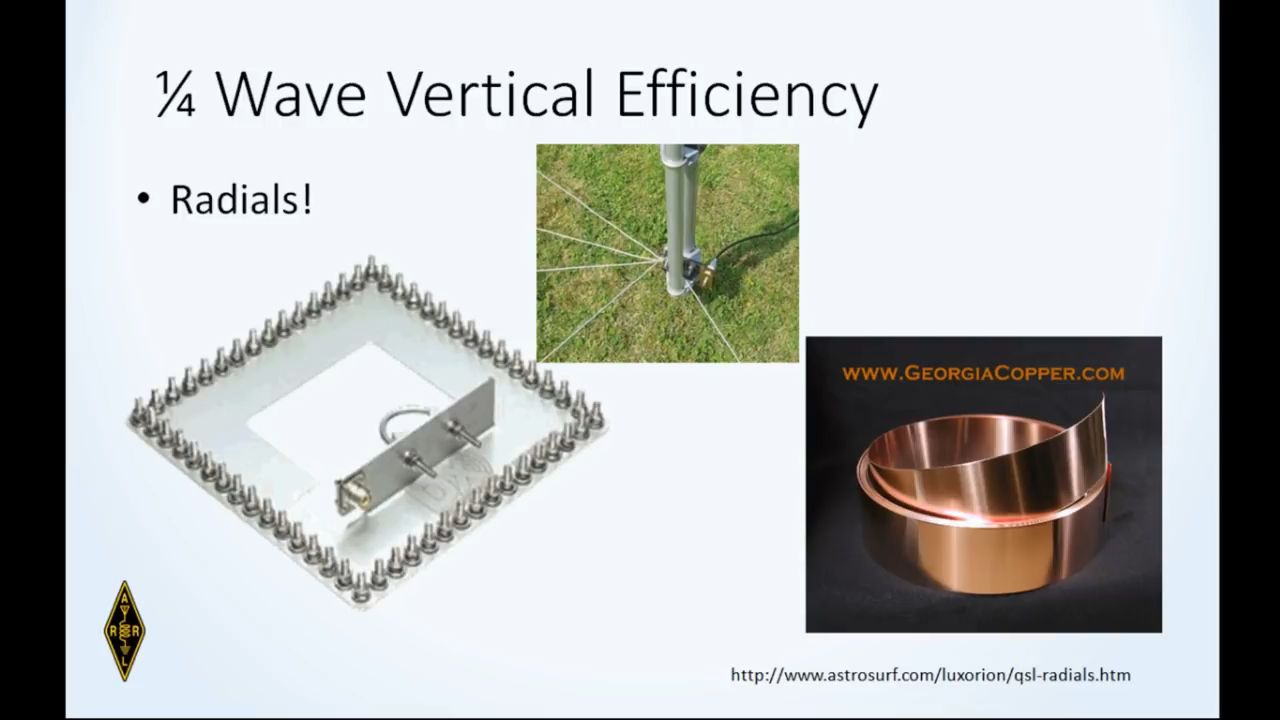 ¼ Wave Vertical Efficiency
• Radials!
www.GeorgiaCopper.com
A
R R
L
http://www.astrosurf.com/luxorion/qsl-radials.htm